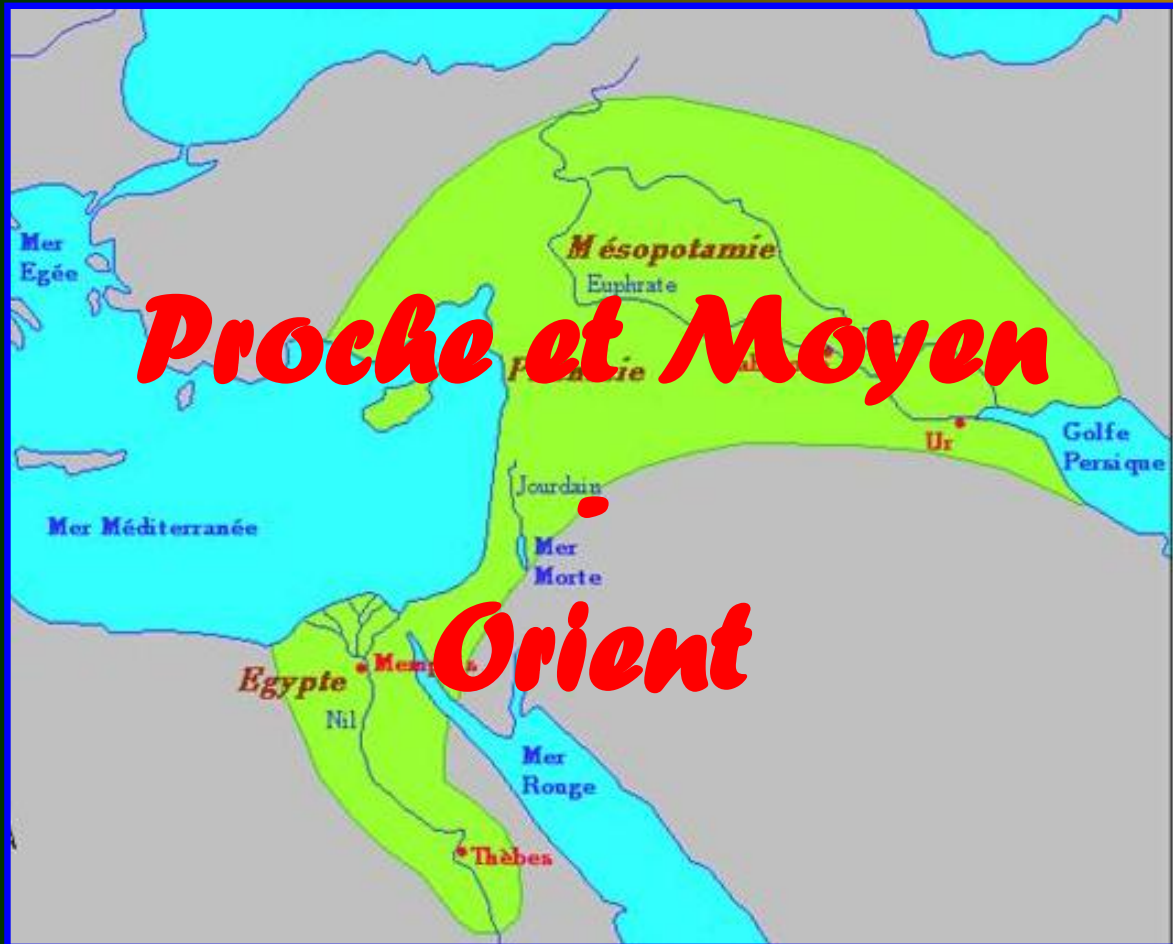 Mer
Egée
Mésopotamie
Euphrate
Proche et Moyen
-
Orient
Ur
Golfe
Persique
Jourdain
Mer Méditerranée
Mer
Morte
Egypte
Nil
Mer
Rouge
Thèbes